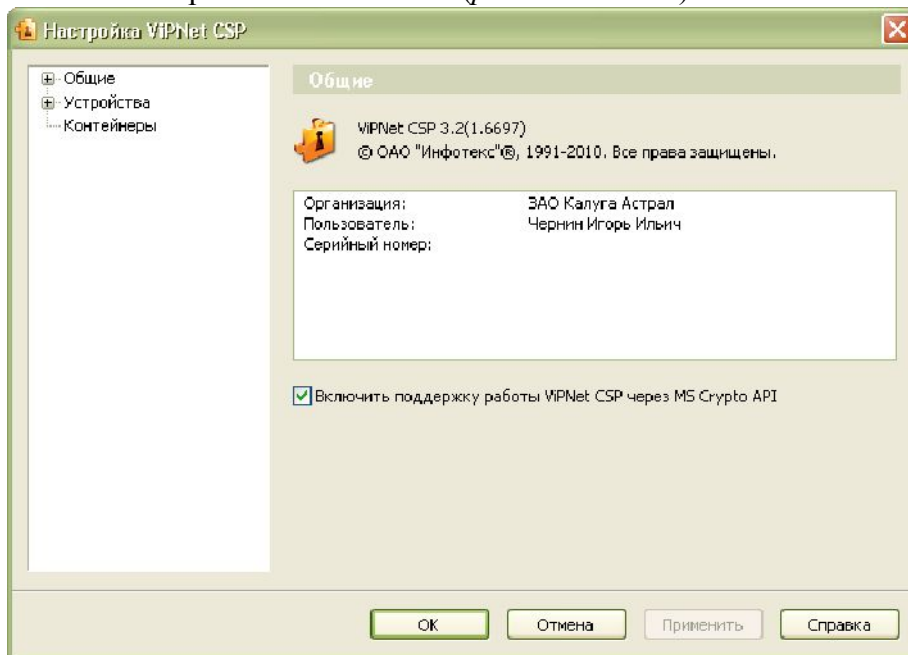 Настройка ViPNet CSP
Общие
Устройства
Контейнеры
Общие
ViPNet CSP 3.2(1.6697)
© ОАО "Инфотекс"®, 1991-2010. Все права защищены.
Организация: ЗАО Калуга Астрал
Пользователь: Чернин Игорь Ильич
Серийный номер:
Включить поддержку работы ViPNet CSP через MS Crypto API
ОК
Отмена
Применить
Справка